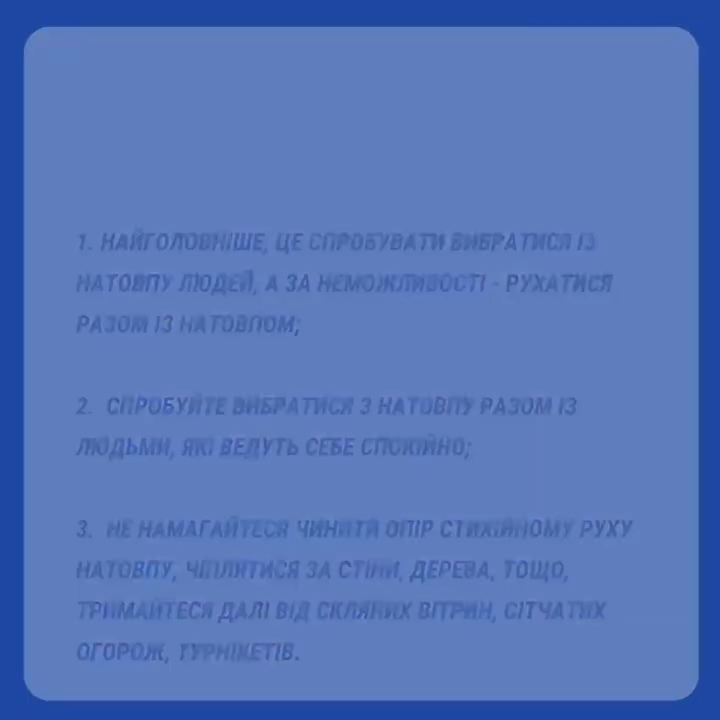 1. НАЙГОЛОВНІШЕ, ЦЕ СПРОБУВАТИ ВИБРАТИСЯ ІЗ
НАТОВПУ ЛЮДЕЙ, А ЗА НЕМОЖЛИВОСТІ - РУХАТИСЯ
РАЗОМ ІЗ НАТОВПОМ;
2. СПРОБУЙТЕ ВИБРАТИСЯ З НАТОВПУ РАЗОМ ІЗ
ЛЮДЬМИ, ЯКІ ВЕДУТЬ СЕБЕ СПОКІЙНО;
3. НЕ НАМАГАЙТЕСЯ ЧИНИТИ ОПІР СТИХІЙНОМУ РУХУ
НАТОВПУ, ЧІПЛЯТИСЯ ЗА СТІНИ, ДЕРЕВА, ТОЩО,
ТРИМАЙТЕСЯ ДАЛІ ВІД СКЛЯНИХ ВІТРИН, СІТЧАТИХ
ОГОРОЖ, ТУРНІКЕТІВ.